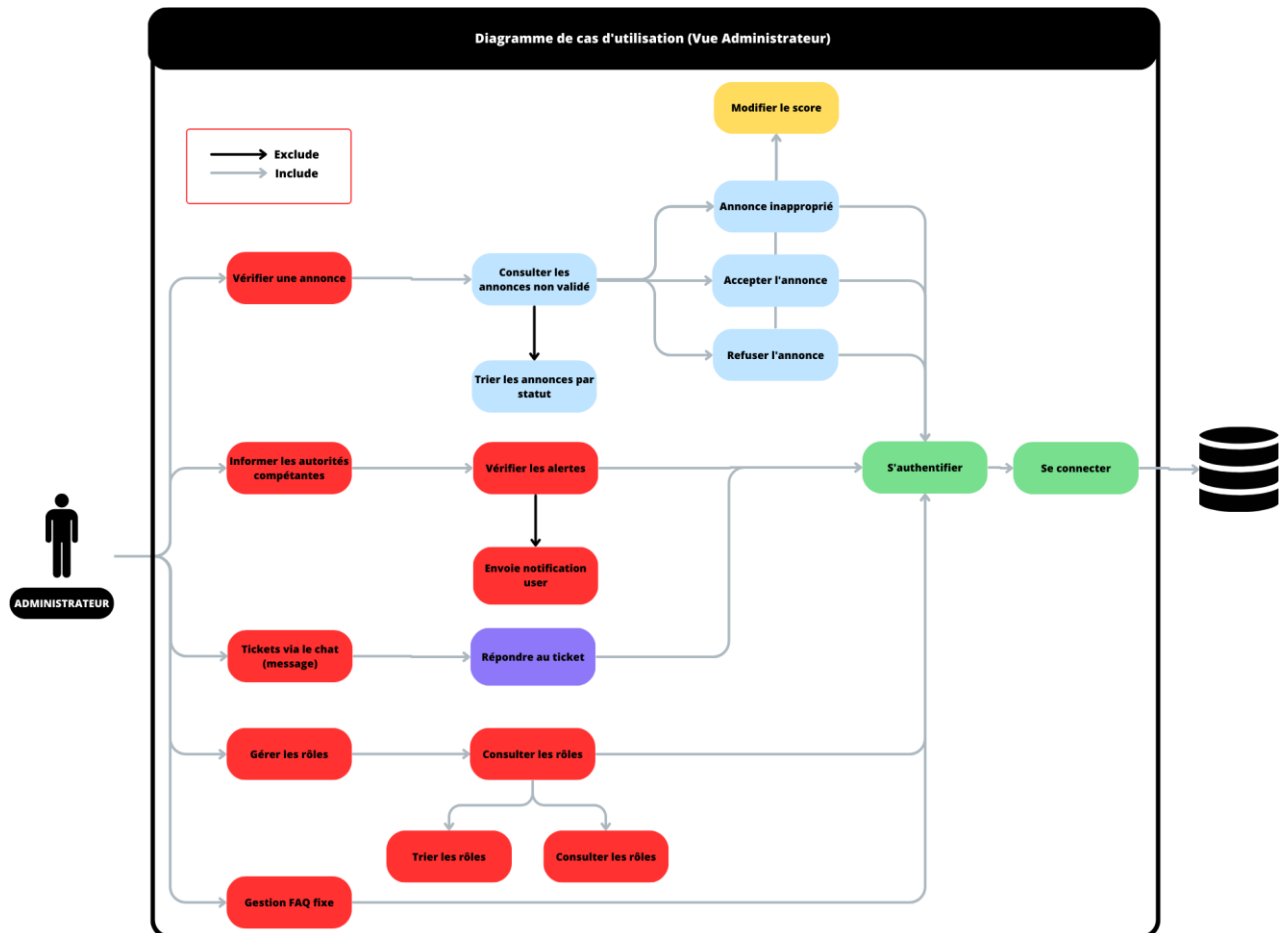 Diagramme de cas d'utilisation (Vue Administrateur)
Modifier le score
Exclude
Include
Annonce inapproprié
Vérifier une annonce
Consulter les
annonces non validé
Accepter l'annonce
Refuser l'annonce
Trier les annonces par
statut
Informer les autorités
compétantes
Vérifier les alertes
S'authentifier
Se connecter
Envoie notification
user
ADMINISTRATEUR
Tickets via le chat
(message)
Répondre au ticket
Gérer les rôles
Consulter les rôles
Trier les rôles
Consulter les rôles
Gestion FAQ fixe